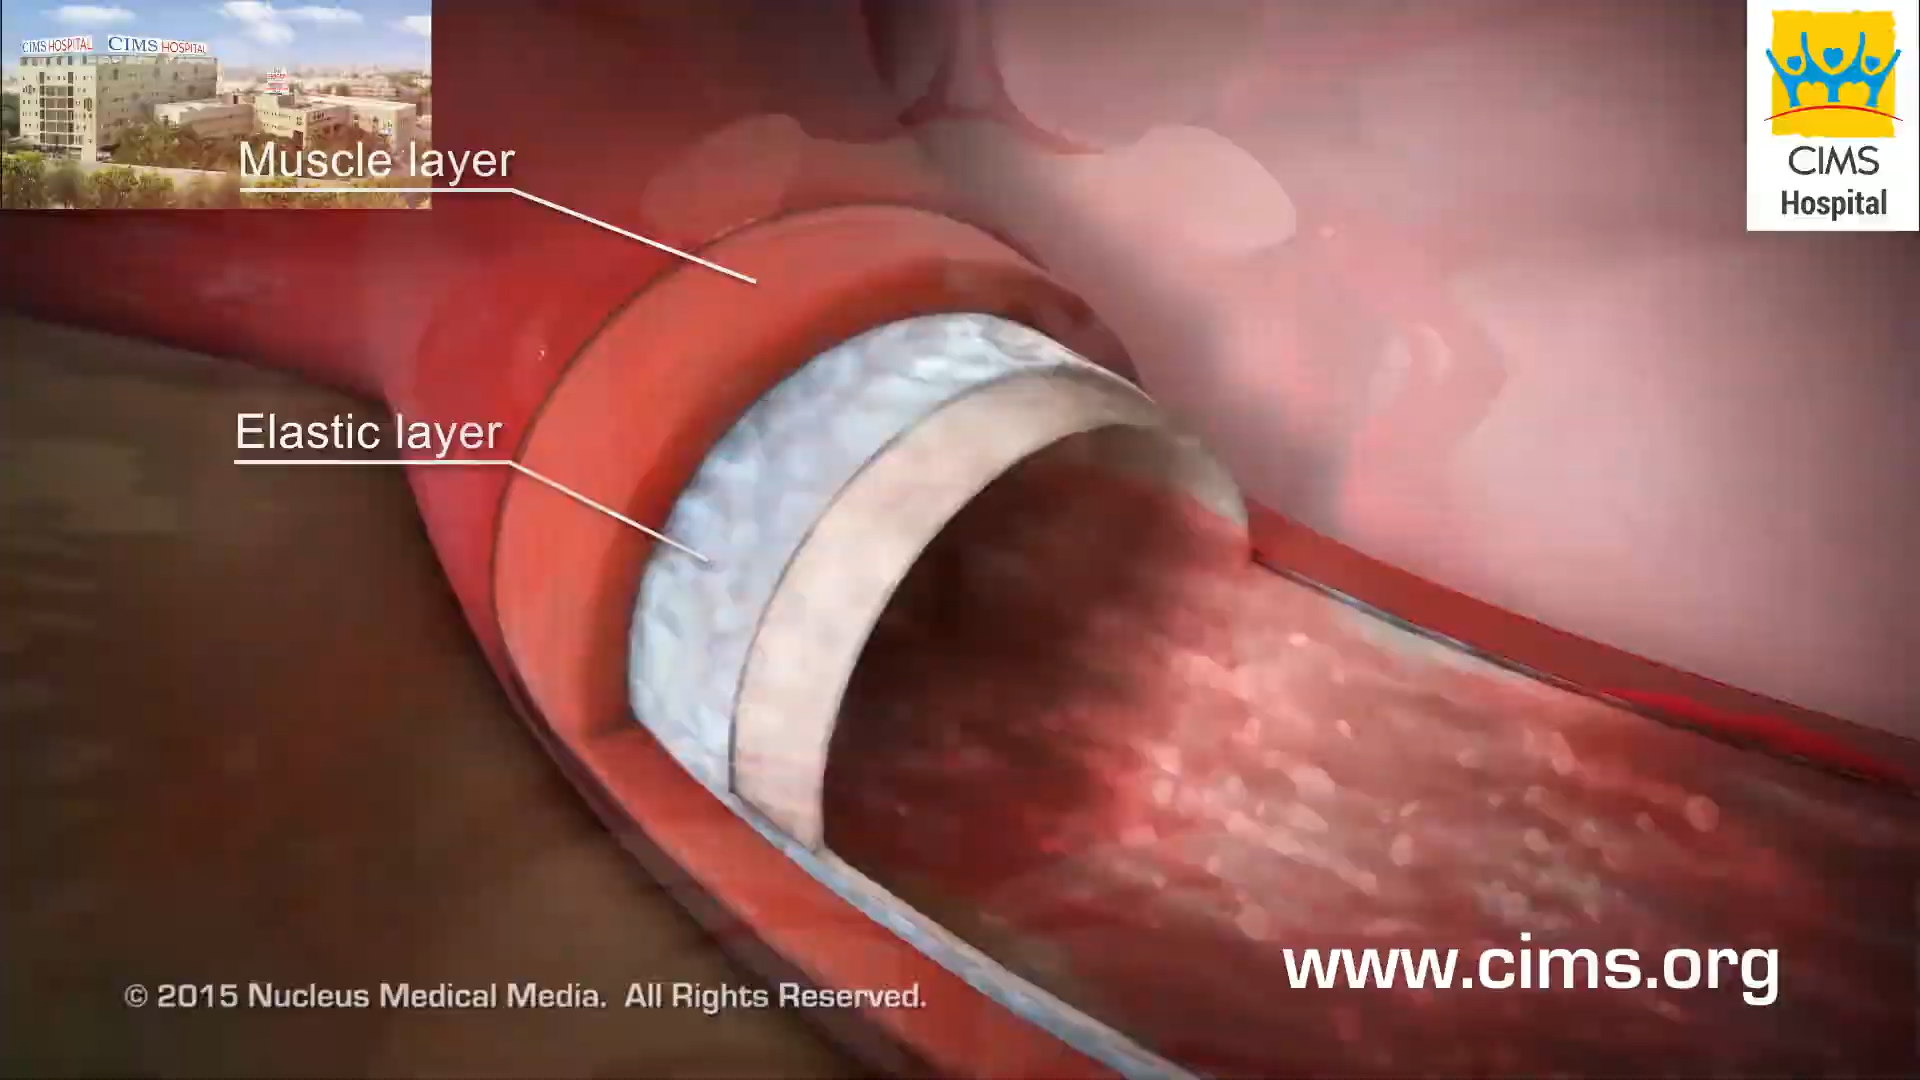 CIMS HOSPITAL CIMS HOSPITAL
CIMS
Hospital
Muscle layer
Elastic layer
www.cims.org
© 2015 Nucleus Medical Media. All Rights Reserved.